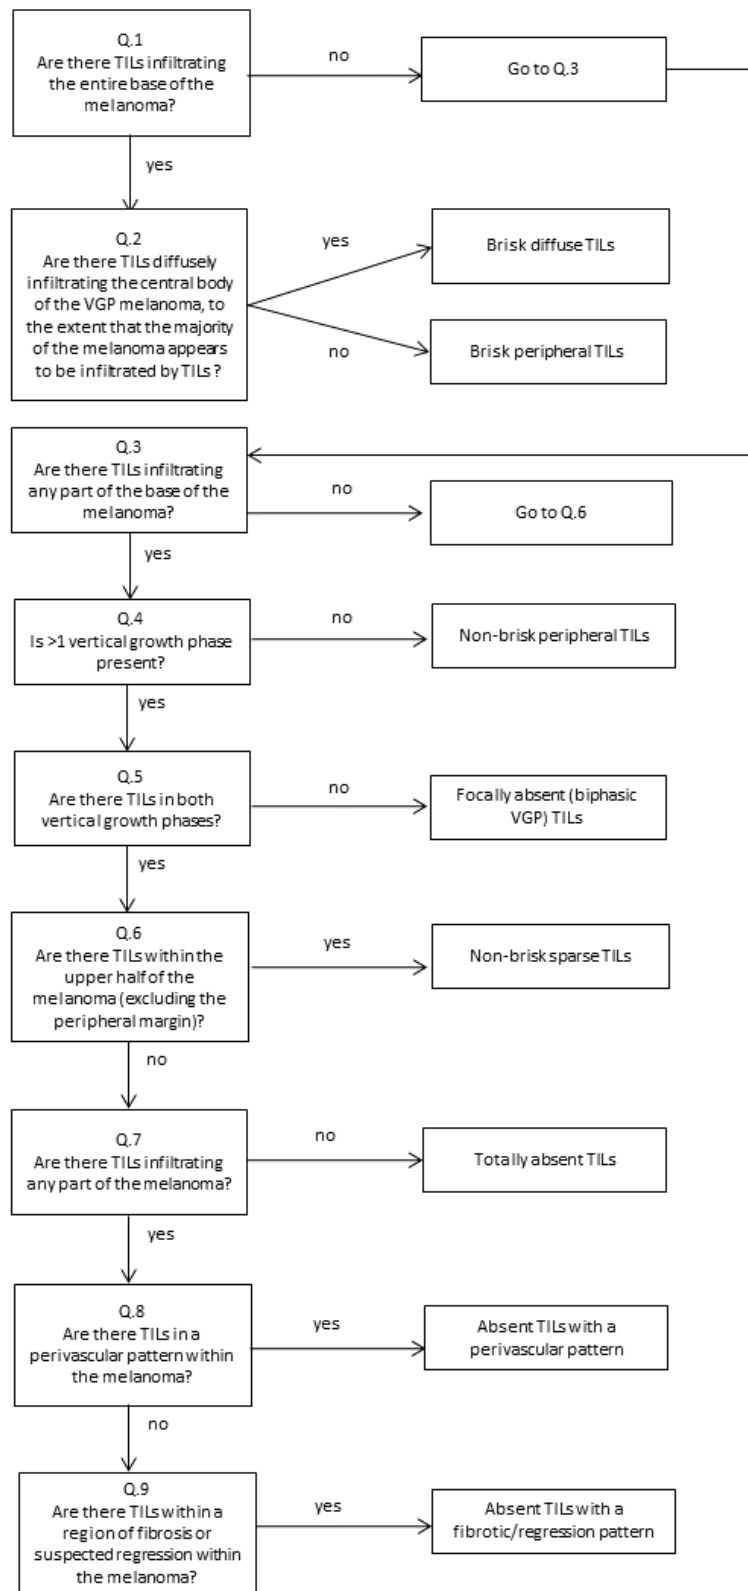 Q.1
Are there TILs infiltrating
the entire base of the
melanoma?
no
Go to Q.3
yes
Q.2
Are there TILs diffusely
infiltrating the central body
of the VGP melanoma, to
the extent that the majority
of the melanoma appears
to be infiltrated by TILs?
yes
Brisk diffuse TILs
no
Brisk peripheral TILs
Q.3
Are there TILs infiltrating
any part of the base of the
melanoma?
no
Go to Q.6
yes
Q.4
Is >1 vertical growth phase
present?
no
Non-brisk peripheral TILs
yes
Q.5
Are there TILs in both
vertical growth phases?
no
Focally absent (biphasic
VGP) TILs
yes
Q.6
Are there TILs within the
upper half of the
melanoma (excluding the
peripheral margin)?
yes
Non-brisk sparse TILs
no
Q.7
Are there TILs infiltrating
any part of the melanoma?
no
Totally absent TILs
yes
Q.8
Are there TILs in a
perivascular pattern within
the melanoma?
yes
Absent TILs with a
perivascular pattern
no
Q.9
Are there TILs within a
region of fibrosis or
suspected regression within
the melanoma?
yes
Absent TILs with a
fibrotic/regression pattern